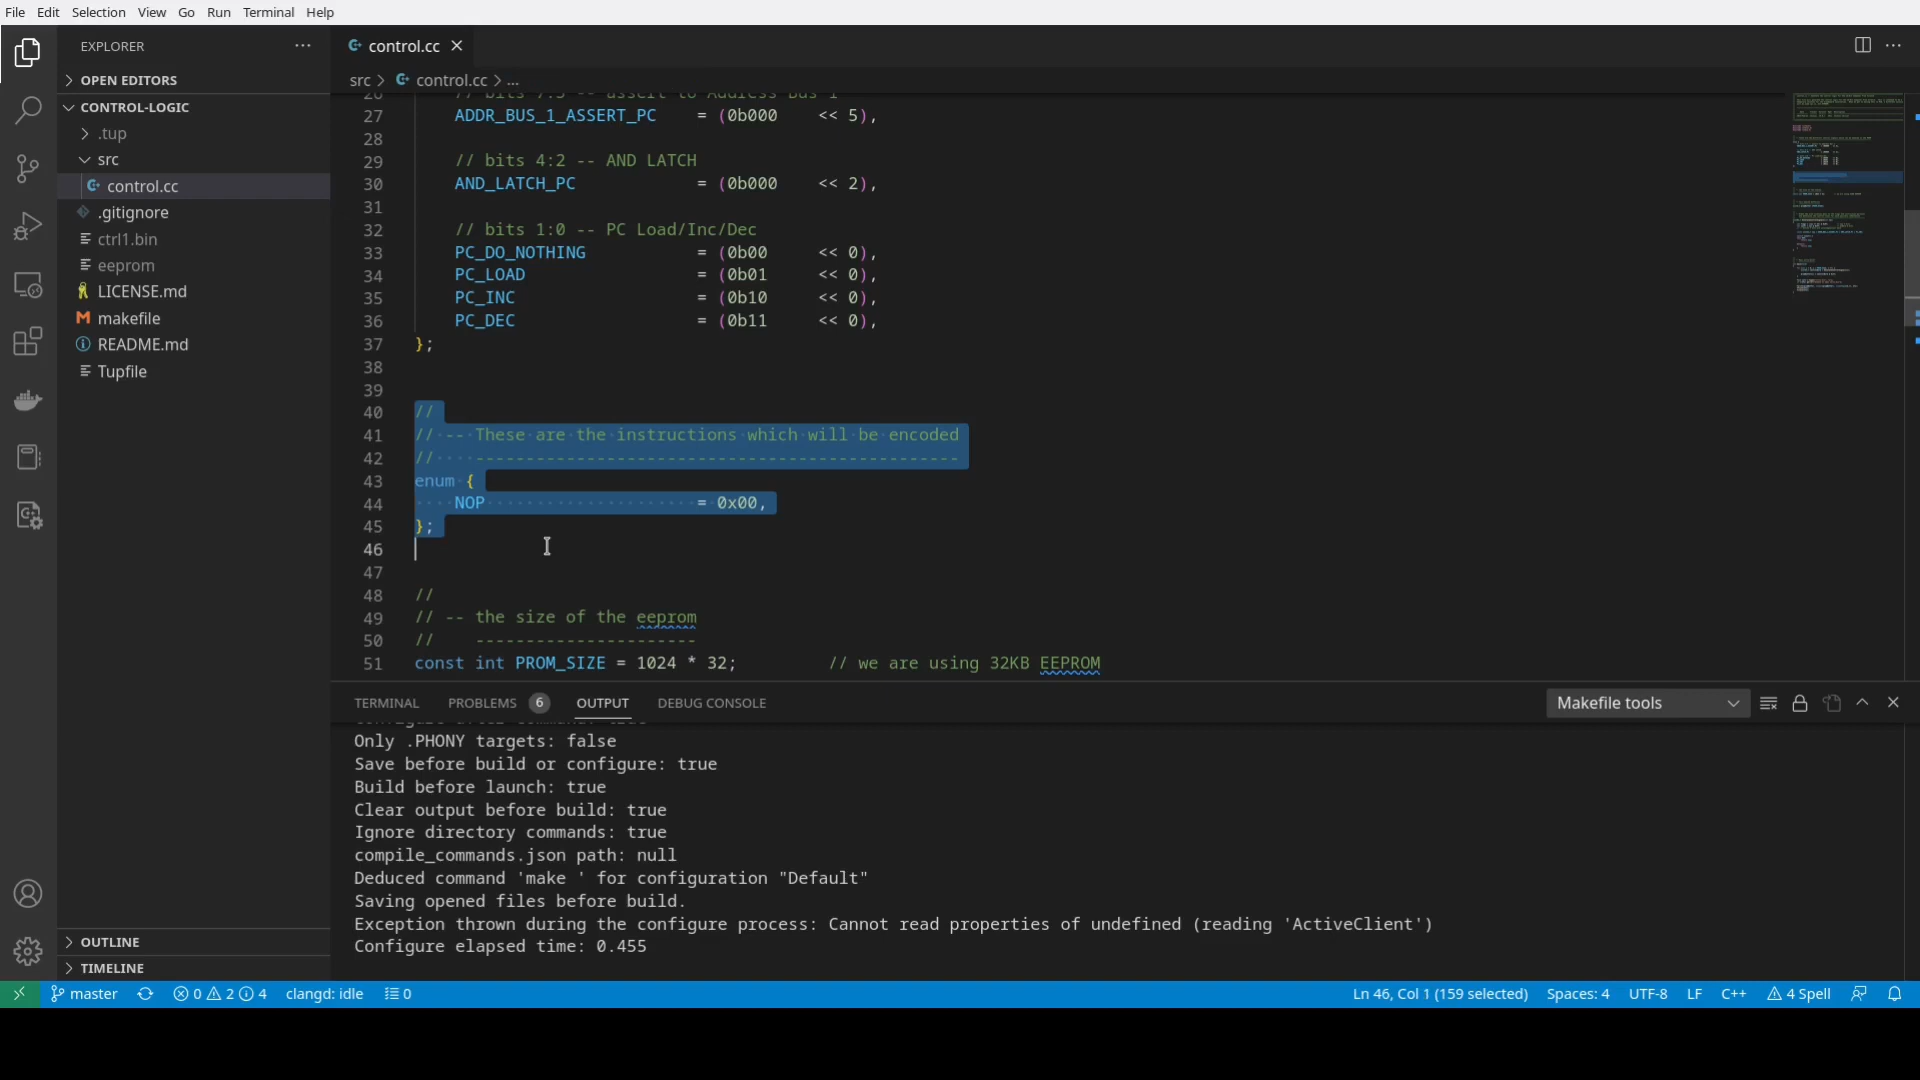 File Edit Selection View Go Run Terminal Help
EXPLORER
OPEN EDITORS
CONTROL-LOGIC
.tup
src
control.cc
.gitignore
ctrl1.bin
eeprom
LICENSE.md
makefile
README.md
Tupfile
OUTLINE
TIMELINE
control.cc
src > control.cc > ...
26 // bits 7:5 -- assert to Address Bus 1
27 ADDR_BUS_1_ASSERT_PC = (0b000 << 5),
28
29 // bits 4:2 -- AND LATCH
30 AND_LATCH_PC = (0b000 << 2),
31
32 // bits 1:0 -- PC Load/Inc/Dec
33 PC_DO_NOTHING = (0b00 << 0),
34 PC_LOAD = (0b01 << 0),
35 PC_INC = (0b10 << 0),
36 PC_DEC = (0b11 << 0),
37 };
38
39
40 //
41 // -- These are the instructions which will be encoded
42 // ------------------------------------------------
43 enum {
44 NOP = 0x00,
45 };
46
47
48 //
49 // -- the size of the eeprom
50 // ----------------------
51 const int PROM_SIZE = 1024 * 32; // we are using 32KB EEPROM
TERMINAL PROBLEMS 6 OUTPUT DEBUG CONSOLE Makefile tools
Only .PHONY targets: false
Save before build or configure: true
Build before launch: true
Clear output before build: true
Ignore directory commands: true
compile_commands.json path: null
Deduced command 'make ' for configuration "Default"
Saving opened files before build.
Exception thrown during the configure process: Cannot read properties of undefined (reading 'ActiveClient')
Configure elapsed time: 0.455
master 0 2 4 clangd: idle 0 Ln 46, Col 1 (159 selected) Spaces: 4 UTF-8 LF C++ 4 Spell